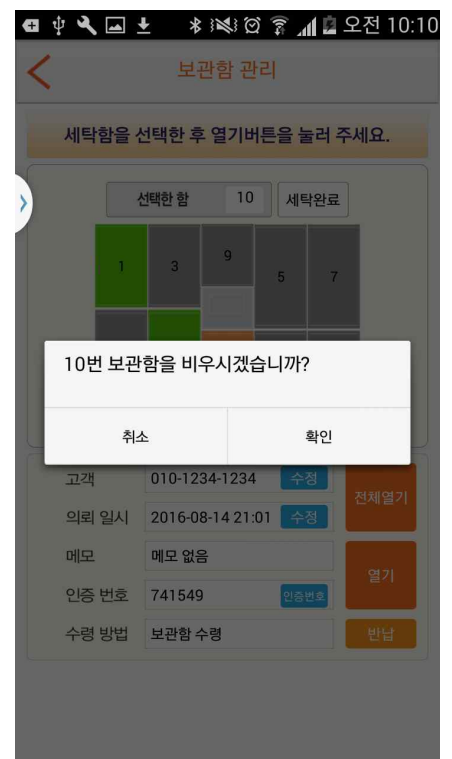 오전 10:10
보관함 관리
세탁함을 선택한 후 열기버튼을 눌러 주세요.
선택한 함 10 세탁완료
1 3 9 5 7
10번 보관함을 비우시겠습니까?
취소 확인
고객 010-1234-1234 수정
전체열기
의뢰 일시 2016-08-14 21:01 수정
메모 메모 없음
열기
인증 번호 741549 인증번호
수령 방법 보관함 수령 반납